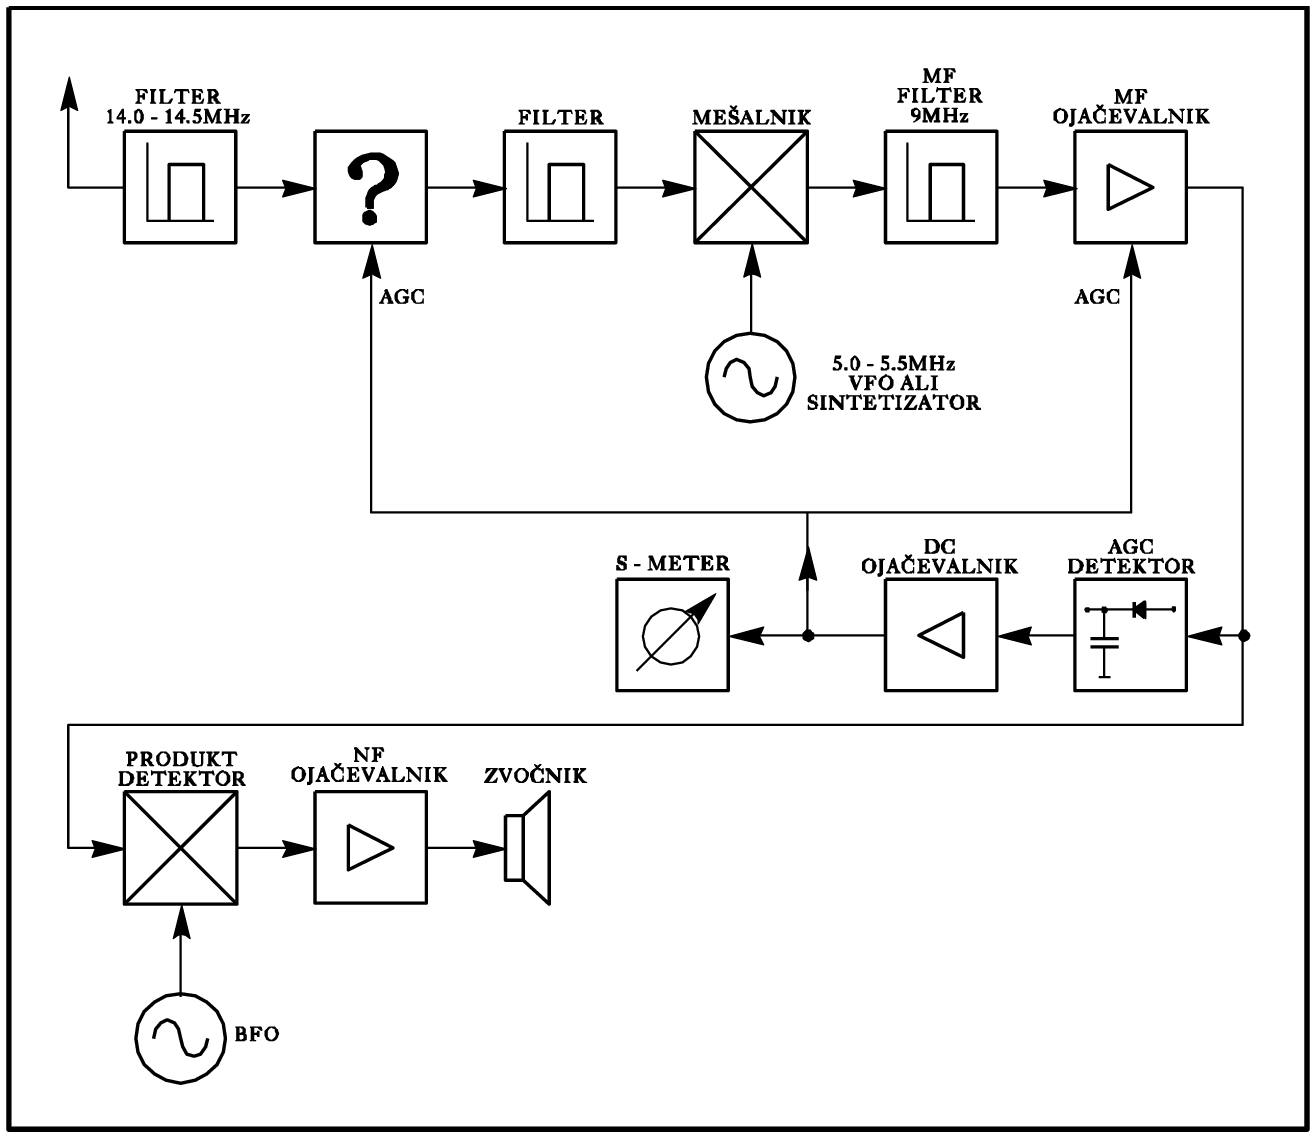 FILTER
14.0 - 14.5MHz
?
FILTER
MEŠALNIK
MF
FILTER
9MHz
MF
OJAČEVALNIK
AGC
AGC
5.0 - 5.5MHz
VFO ALI
SINTETIZATOR
S - METER
DC
OJAČEVALNIK
AGC
DETEKTOR
PRODUKT
DETEKTOR
NF
OJAČEVALNIK
ZVOČNIK
BFO